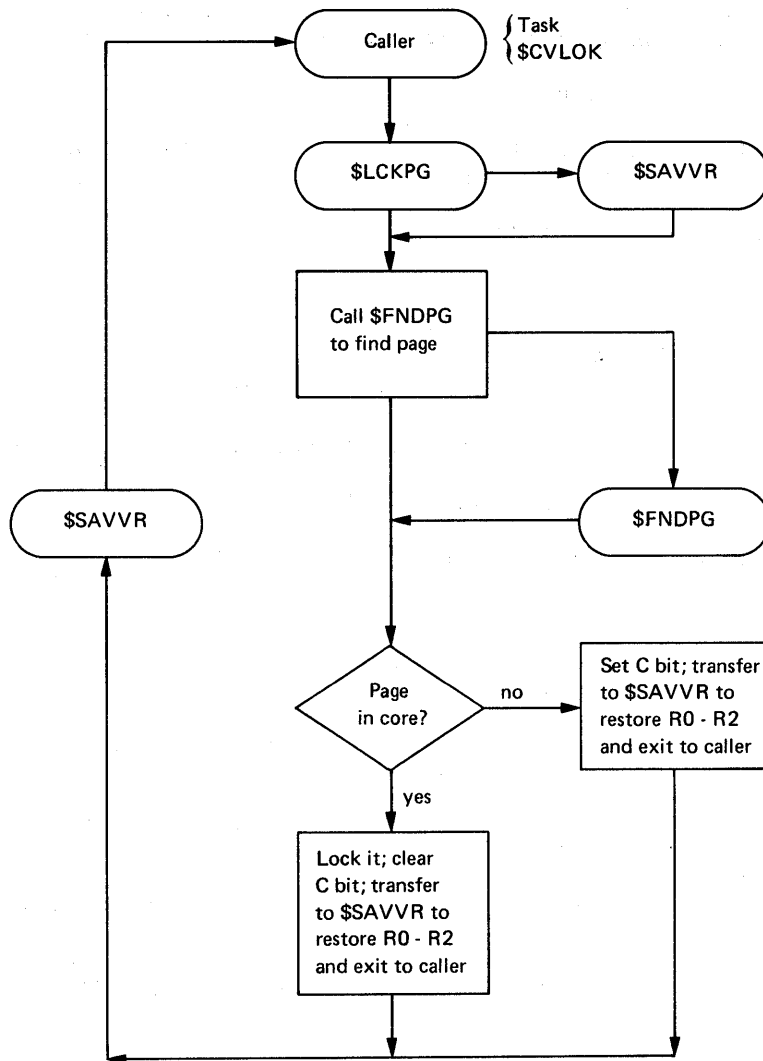 Caller
Task
$CVLOK
$LCKPG
$SAVVR
Call $FNDPG
to find page
$SAVVR
$FNDPG
Page
in core?
no
Set C bit; transfer
to $SAVVR to
restore R0 - R2
and exit to caller
yes
Lock it; clear
C bit; transfer
to $SAVVR to
restore R0 - R2
and exit to caller